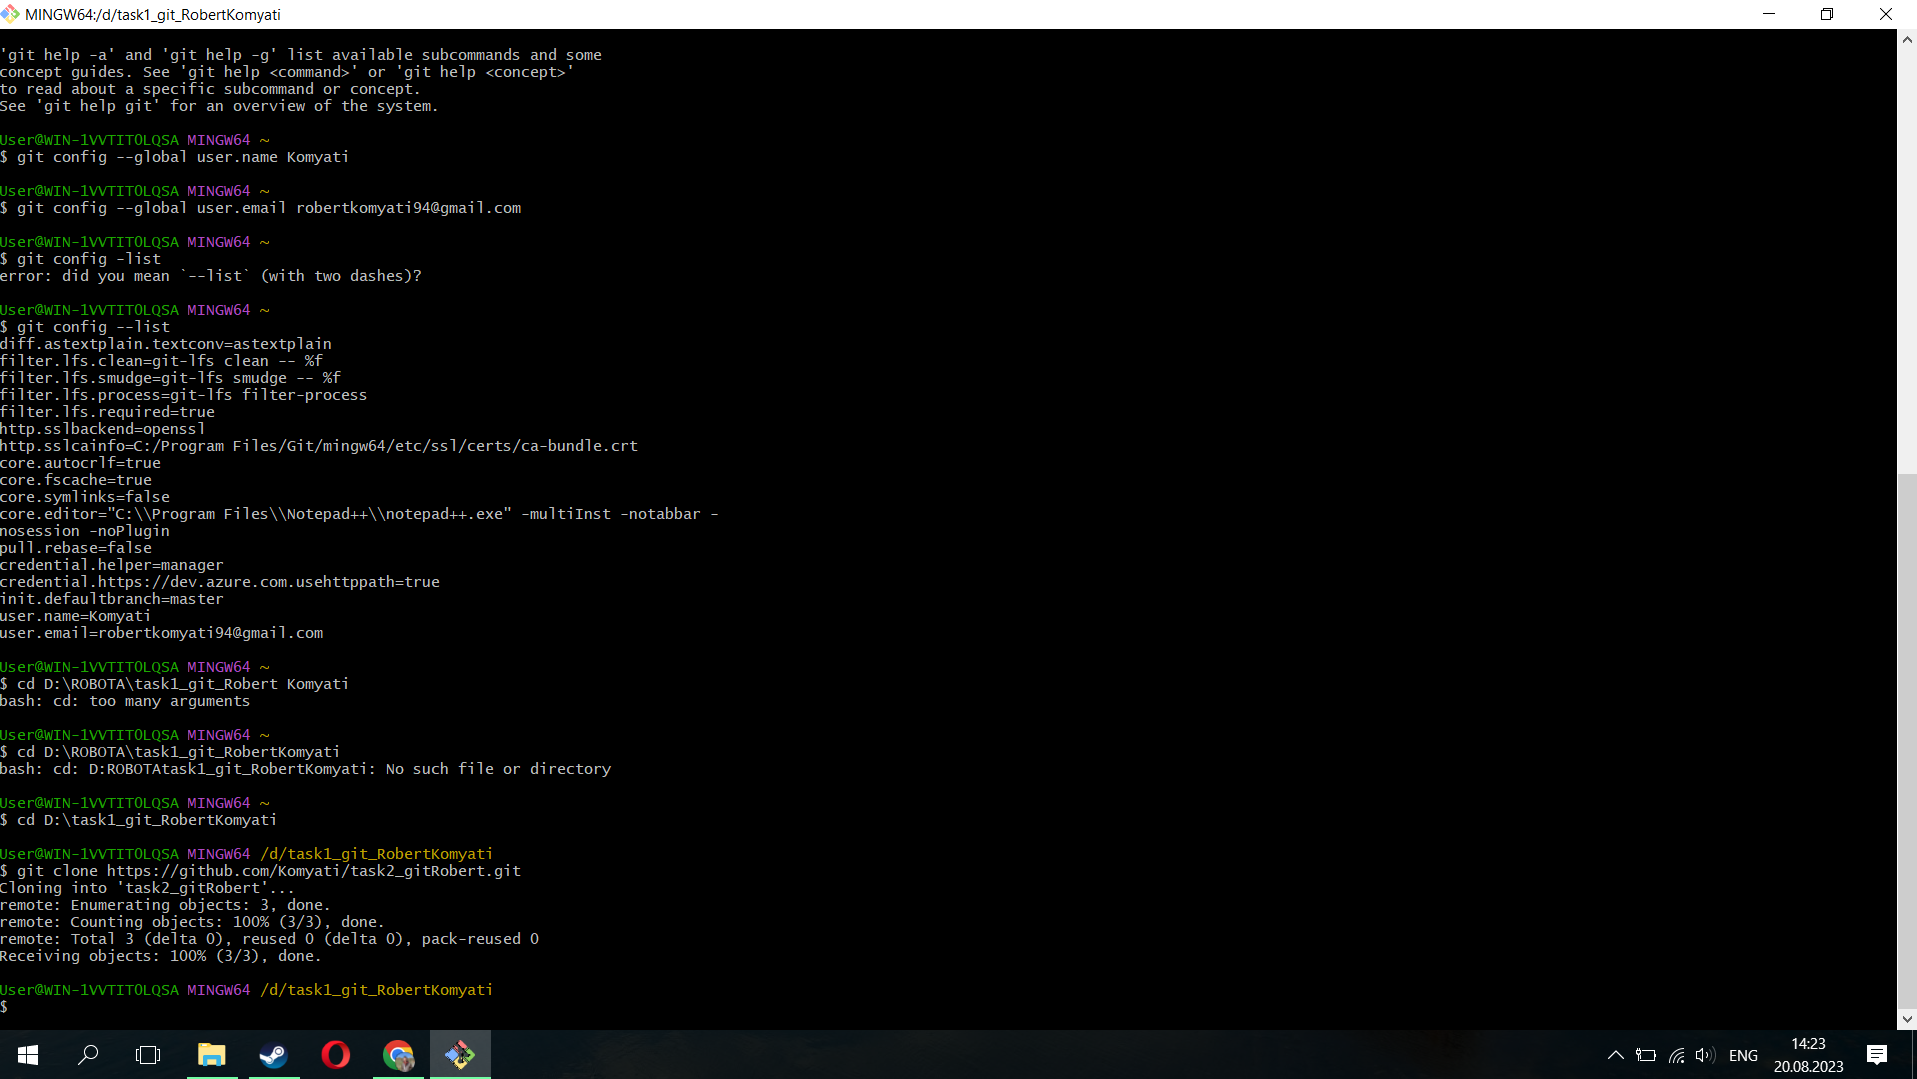 MINGW64:/d/task1_git_RobertKomyati
'git help -a' and 'git help -g' list available subcommands and some
concept guides. See 'git help <command>' or 'git help <concept>'
to read about a specific subcommand or concept.
See 'git help git' for an overview of the system.
User@WIN-1VVTIT0LQSA MINGW64 ~
$ git config --global user.name Komyati
User@WIN-1VVTIT0LQSA MINGW64 ~
$ git config --global user.email robertkomyati94@gmail.com
User@WIN-1VVTIT0LQSA MINGW64 ~
$ git config -list
error: did you mean `--list` (with two dashes)?
User@WIN-1VVTIT0LQSA MINGW64 ~
$ git config --list
diff.astextplain.textconv=astextplain
filter.lfs.clean=git-lfs clean -- %f
filter.lfs.smudge=git-lfs smudge -- %f
filter.lfs.process=git-lfs filter-process
filter.lfs.required=true
http.sslbackend=openssl
http.sslcainfo=C:/Program Files/Git/mingw64/etc/ssl/certs/ca-bundle.crt
core.autocrlf=true
core.fscache=true
core.symlinks=false
core.editor="C:\\Program Files\\Notepad++\\notepad++.exe" -multiInst -notabbar -
nosession -noPlugin
pull.rebase=false
credential.helper=manager
credential.https://dev.azure.com.usehttppath=true
init.defaultbranch=master
user.name=Komyati
user.email=robertkomyati94@gmail.com
User@WIN-1VVTIT0LQSA MINGW64 ~
$ cd D:\ROBOTA\task1_git_Robert Komyati
bash: cd: too many arguments
User@WIN-1VVTIT0LQSA MINGW64 ~
$ cd D:\ROBOTA\task1_git_RobertKomyati
bash: cd: D:ROBOTAtask1_git_RobertKomyati: No such file or directory
User@WIN-1VVTIT0LQSA MINGW64 ~
$ cd D:\task1_git_RobertKomyati
User@WIN-1VVTIT0LQSA MINGW64 /d/task1_git_RobertKomyati
$ git clone https://github.com/Komyati/task2_gitRobert.git
Cloning into 'task2_gitRobert'...
remote: Enumerating objects: 3, done.
remote: Counting objects: 100% (3/3), done.
remote: Total 3 (delta 0), reused 0 (delta 0), pack-reused 0
Receiving objects: 100% (3/3), done.
User@WIN-1VVTIT0LQSA MINGW64 /d/task1_git_RobertKomyati
$
ENG
14:23
20.08.2023